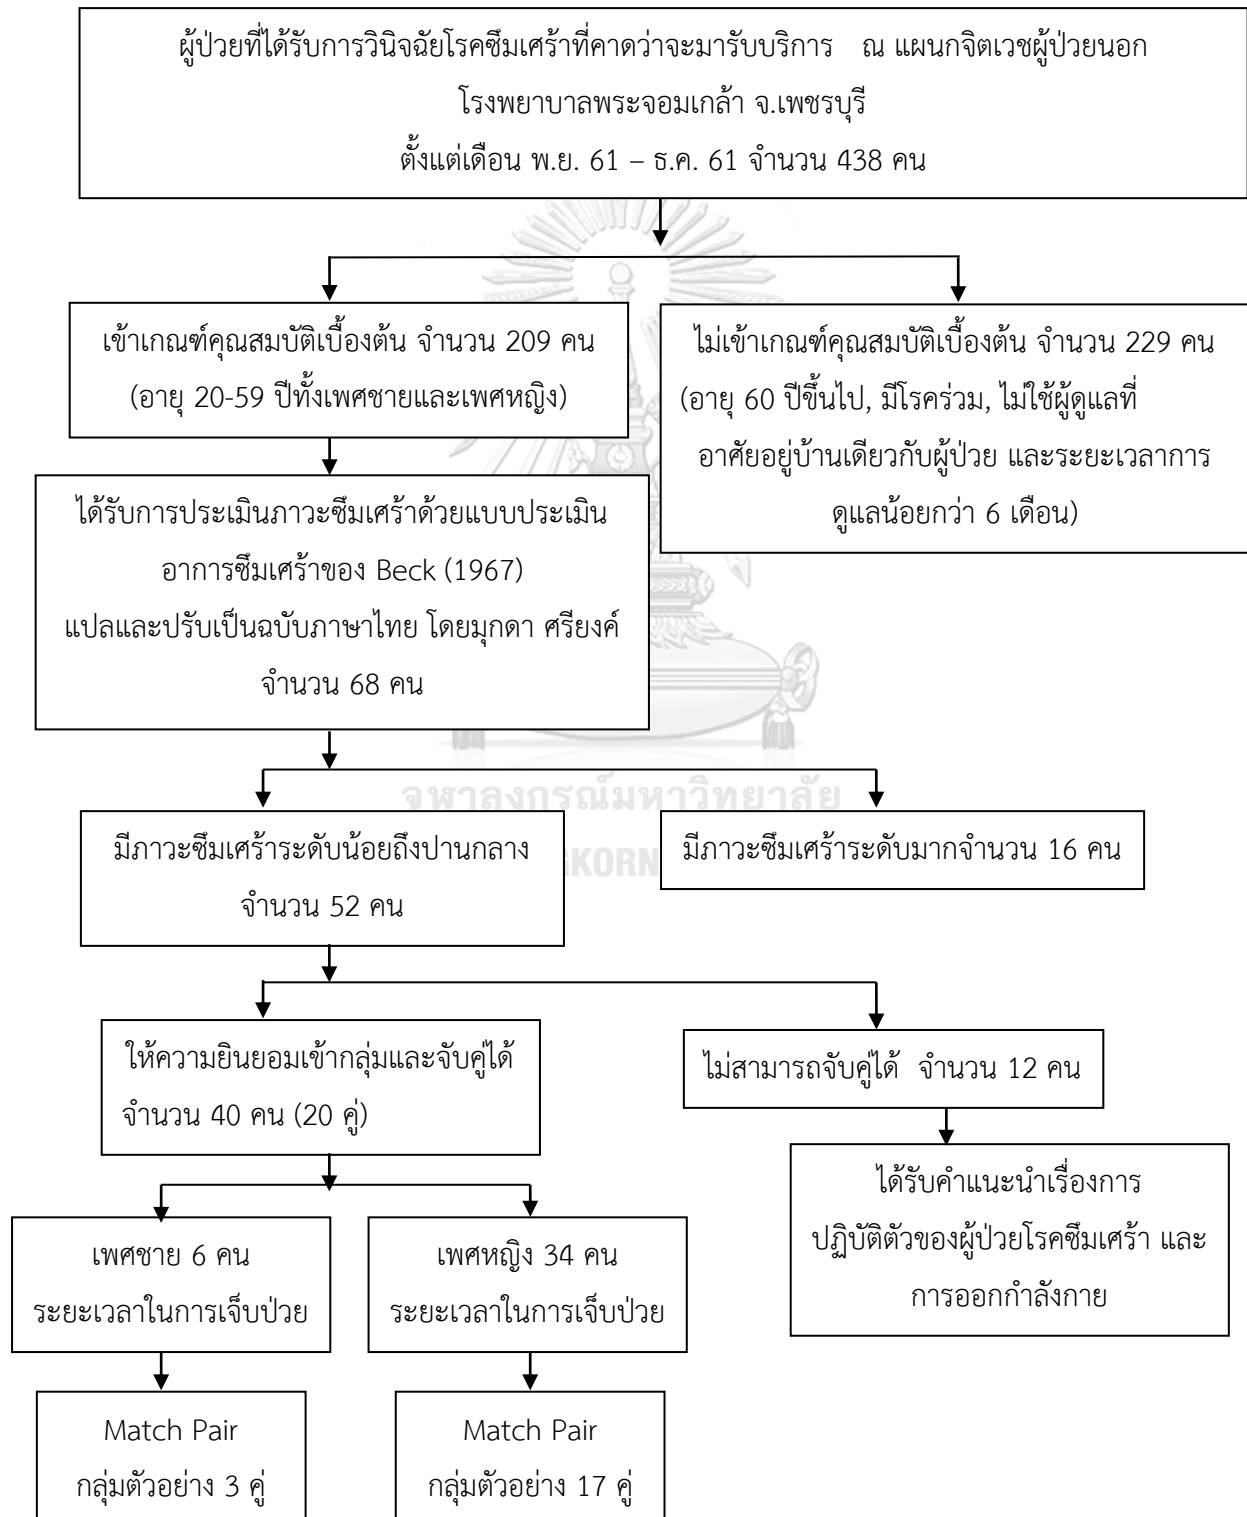 ผู้ป่วยที่ได้รับการวินิจฉัยโรคซึมเศร้าที่คาดว่าจะมารับบริการ ณ แผนกจิตเวชผู้ป่วยนอก
โรงพยาบาลพระจอมเกล้า จ.เพชรบุรี
ตั้งแต่เดือน พ.ย. 61 – ธ.ค. 61 จำนวน 438 คน
เข้าเกณฑ์คุณสมบัติเบื้องต้น จำนวน 209 คน
(อายุ 20-59 ปีทั้งเพศชายและเพศหญิง)
ไม่เข้าเกณฑ์คุณสมบัติเบื้องต้น จำนวน 229 คน
(อายุ 60 ปีขึ้นไป, มีโรคร่วม, ไม่ใช้ผู้ดูแลที่
อาศัยอยู่บ้านเดียวกับผู้ป่วย และระยะเวลาการ
ดูแลน้อยกว่า 6 เดือน)
ได้รับการประเมินภาวะซึมเศร้าด้วยแบบประเมิน
อาการซึมเศร้าของ Beck (1967)
แปลและปรับเป็นฉบับภาษาไทย โดยมุกดา ศรียงค์
จำนวน 68 คน
จุฬาลงกรณ์มหาวิทยาลัย
GKORN
มีภาวะซึมเศร้าระดับน้อยถึงปานกลาง
จำนวน 52 คน
มีภาวะซึมเศร้าระดับมากจำนวน 16 คน
ให้ความยินยอมเข้ากลุ่มและจับคู่ได้
จำนวน 40 คน (20 คู่)
ไม่สามารถจับคู่ได้ จำนวน 12 คน
ได้รับคำแนะนำเรื่องการ
ปฏิบัติตัวของผู้ป่วยโรคซึมเศร้า และ
การออกกำลังกาย
เพศชาย 6 คน
ระยะเวลาในการเจ็บป่วย
เพศหญิง 34 คน
ระยะเวลาในการเจ็บป่วย
Match Pair
กลุ่มตัวอย่าง 3 คู่
Match Pair
กลุ่มตัวอย่าง 17 คู่